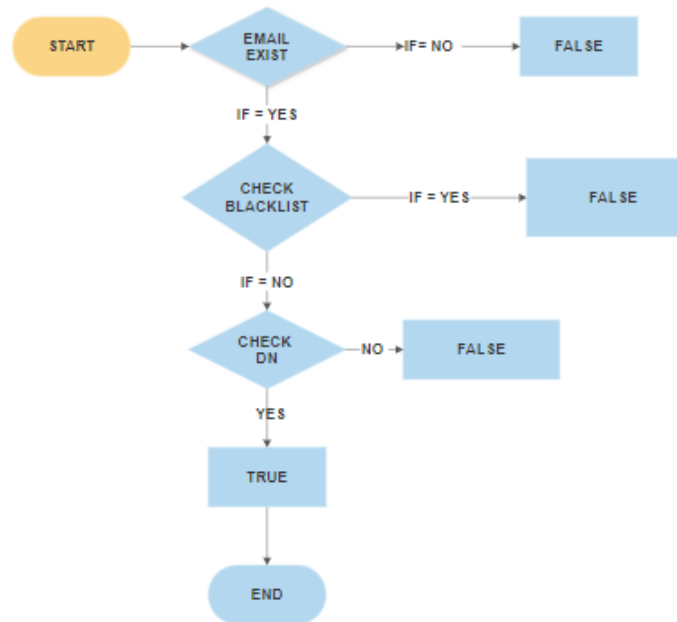 START
EMAIL
EXIST
IF= NO
FALSE
IF = YES
CHECK
BLACKLIST
IF = YES
FALSE
IF = NO
CHECK
DN
NO
FALSE
YES
TRUE
END